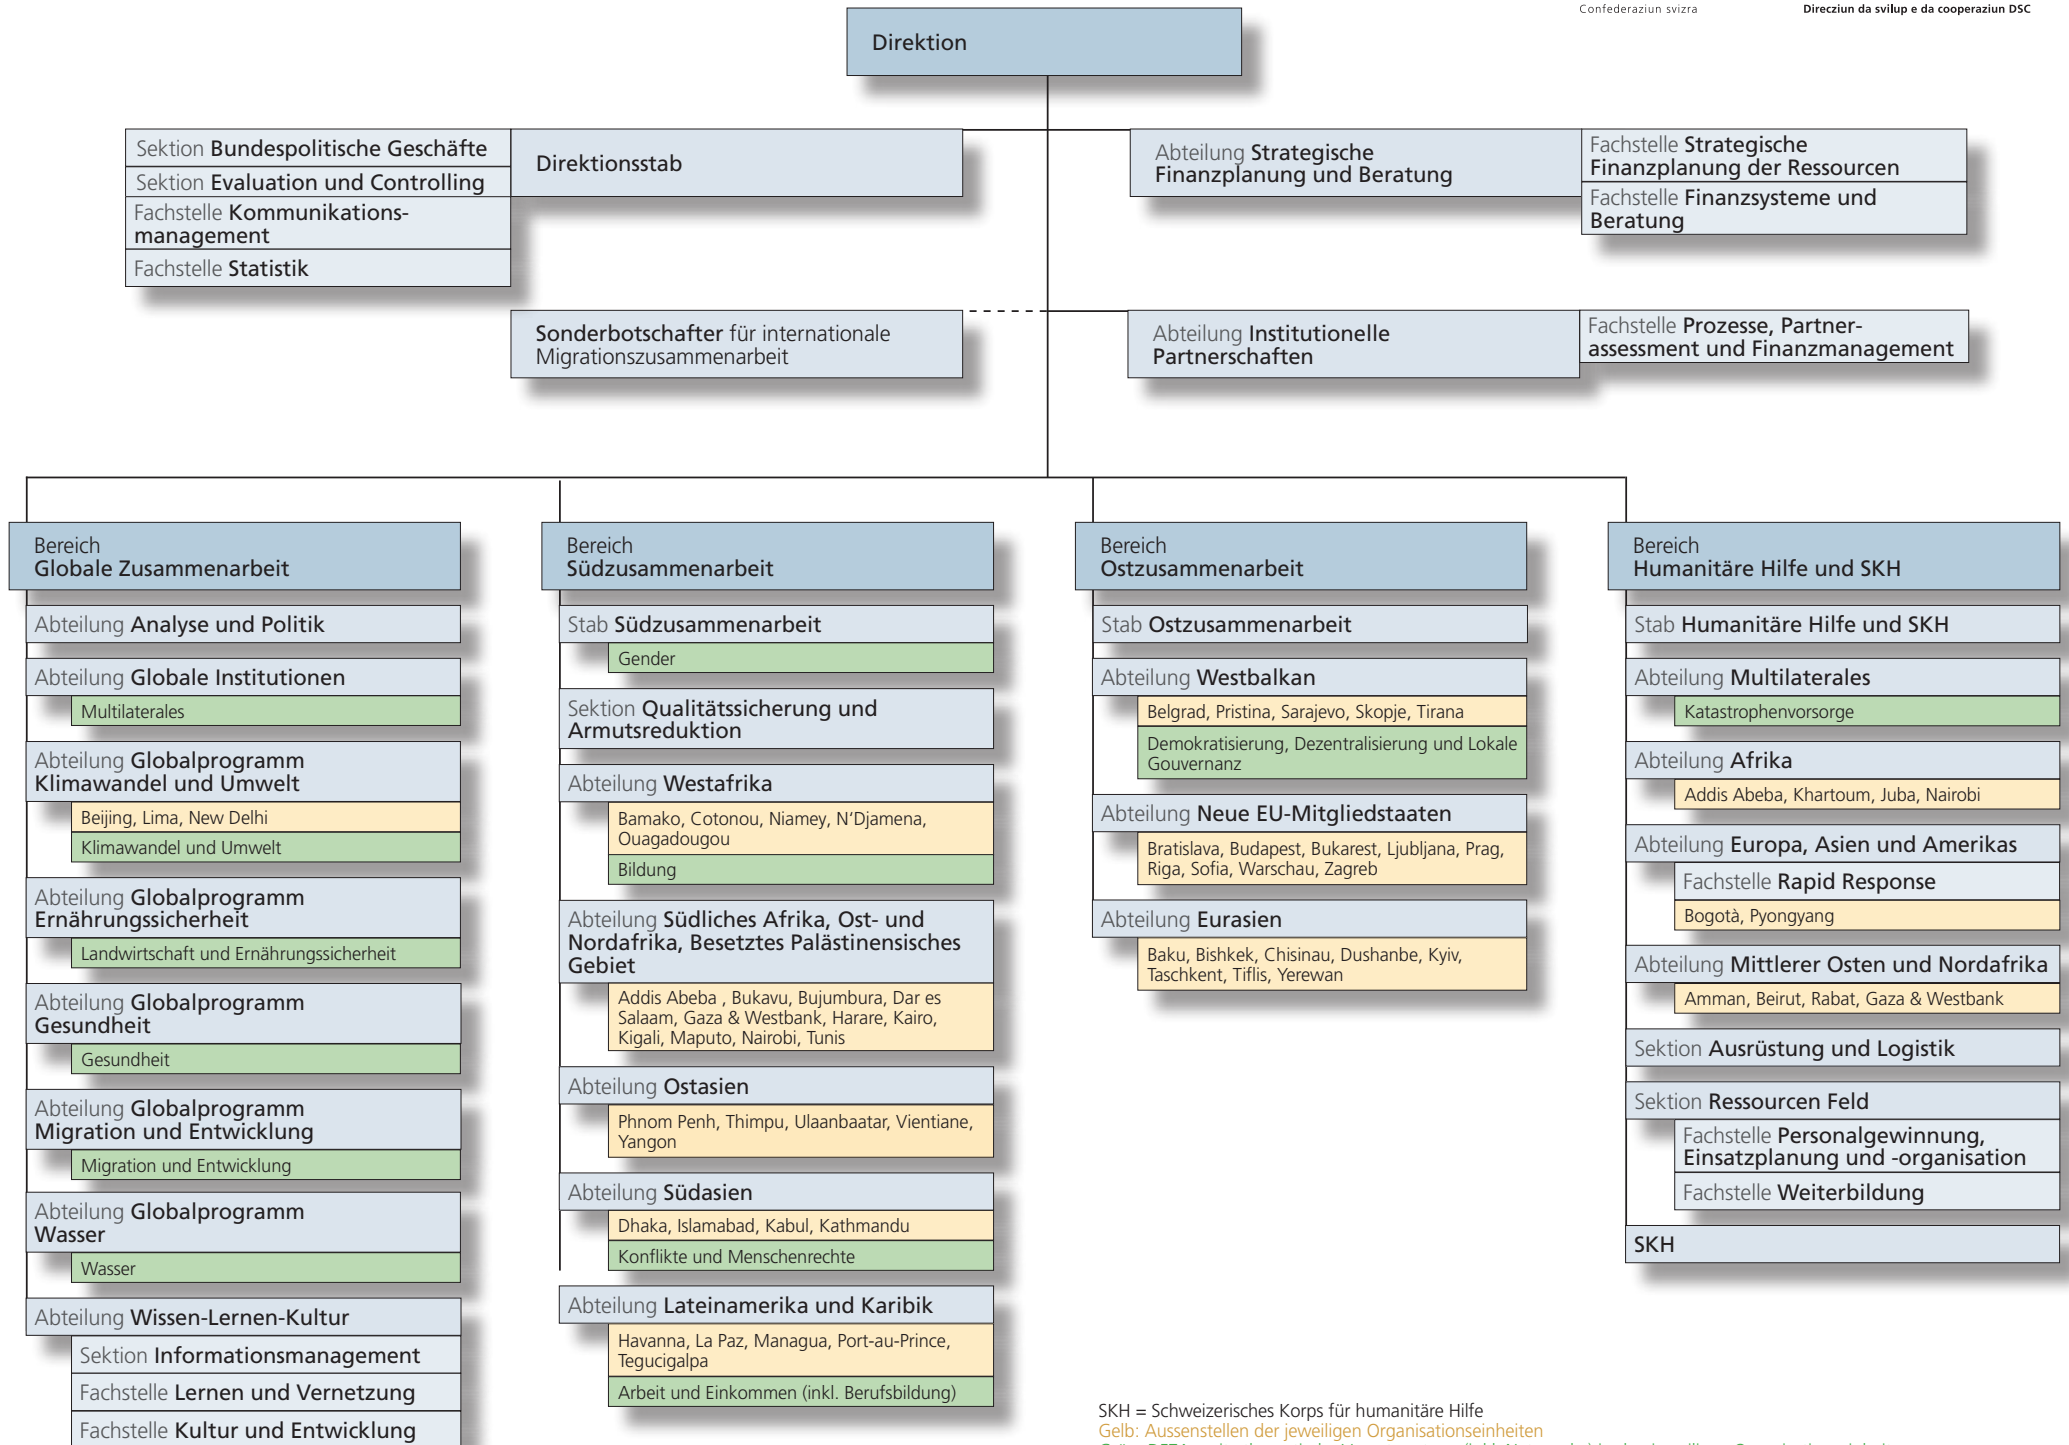 Confederaziun svizra
Direcziun da svilup e da cooperaziun DSC
Direktion
Sektion Bundespolitische Geschäfte
Sektion Evaluation und Controlling
Fachstelle Kommunikations-
management
Fachstelle Statistik
Direktionsstab
Abteilung Strategische
Finanzplanung und Beratung
Fachstelle Strategische
Finanzplanung der Ressourcen
Fachstelle Finanzsysteme und
Beratung
Sonderbotschafter für internationale
Migrationszusammenarbeit
Abteilung Institutionelle
Partnerschaften
Fachstelle Prozesse, Partner-
assessment und Finanzmanagement
Bereich
Globale Zusammenarbeit
Abteilung Analyse und Politik
Abteilung Globale Institutionen
Multilaterales
Abteilung Globalprogramm
Klimawandel und Umwelt
Beijing, Lima, New Delhi
Klimawandel und Umwelt
Abteilung Globalprogramm
Ernährungssicherheit
Landwirtschaft und Ernährungssicherheit
Abteilung Globalprogramm
Gesundheit
Gesundheit
Abteilung Globalprogramm
Migration und Entwicklung
Migration und Entwicklung
Abteilung Globalprogramm
Wasser
Wasser
Abteilung Wissen-Lernen-Kultur
Sektion Informationsmanagement
Fachstelle Lernen und Vernetzung
Fachstelle Kultur und Entwicklung
Bereich
Südzusammenarbeit
Stab Südzusammenarbeit
Gender
Sektion Qualitätssicherung und
Armutsreduktion
Abteilung Westafrika
Bamako, Cotonou, Niamey, N‘Djamena,
Ouagadougou
Bildung
Abteilung Südliches Afrika, Ost- und
Nordafrika, Besetztes Palästinensisches
Gebiet
Addis Abeba , Bukavu, Bujumbura, Dar es
Salaam, Gaza & Westbank, Harare, Kairo,
Kigali, Maputo, Nairobi, Tunis
Abteilung Ostasien
Phnom Penh, Thimpu, Ulaanbaatar, Vientiane,
Yangon
Abteilung Südasien
Dhaka, Islamabad, Kabul, Kathmandu
Konflikte und Menschenrechte
Abteilung Lateinamerika und Karibik
Havanna, La Paz, Managua, Port-au-Prince,
Tegucigalpa
Arbeit und Einkommen (inkl. Berufsbildung)
Bereich
Ostzusammenarbeit
Stab Ostzusammenarbeit
Abteilung Westbalkan
Belgrad, Pristina, Sarajevo, Skopje, Tirana
Demokratisierung, Dezentralisierung und Lokale
Gouvernanz
Abteilung Neue EU-Mitgliedstaaten
Bratislava, Budapest, Bukarest, Ljubljana, Prag,
Riga, Sofia, Warschau, Zagreb
Abteilung Eurasien
Baku, Bishkek, Chisinau, Dushanbe, Kyiv,
Taschkent, Tiflis, Yerewan
Bereich
Humanitäre Hilfe und SKH
Stab Humanitäre Hilfe und SKH
Abteilung Multilaterales
Katastrophenvorsorge
Abteilung Afrika
Addis Abeba, Khartoum, Juba, Nairobi
Abteilung Europa, Asien und Amerikas
Fachstelle Rapid Response
Bogotà, Pyongyang
Abteilung Mittlerer Osten und Nordafrika
Amman, Beirut, Rabat, Gaza & Westbank
Sektion Ausrüstung und Logistik
Sektion Ressourcen Feld
Fachstelle Personalgewinnung,
Einsatzplanung und -organisation
Fachstelle Weiterbildung
SKH
SKH = Schweizerisches Korps für humanitäre Hilfe
Gelb: Aussenstellen der jeweiligen Organisationseinheiten